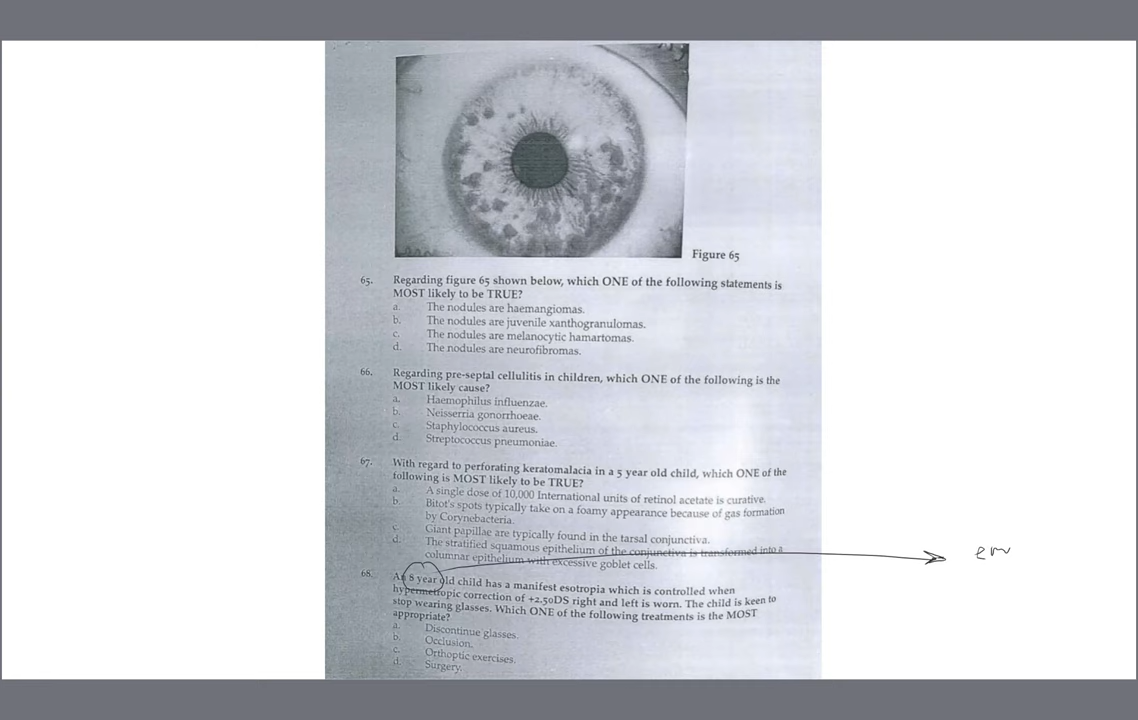 Figure 65
65. Regarding figure 65 shown below, which ONE of the following statements is
MOST likely to be TRUE?
a. The nodules are haemangiomas.
b. The nodules are juvenile xanthogranulomas.
c. The nodules are melanocytic hamartomas.
d. The nodules are neurofibromas.
66. Regarding pre-septal cellulitis in children, which ONE of the following is the
MOST likely cause?
a. Haemophilus influenzae.
b. Neisserria gonorrhoeae.
c. Staphylococcus aureus.
d. Streptococcus pneumoniae.
67. With regard to perforating keratomalacia in a 5 year old child, which ONE of the
following is MOST likely to be TRUE?
a. A single dose of 10,000 International units of retinol acetate is curative.
b. Bitot's spots typically take on a foamy appearance because of gas formation
by Corynebacteria.
c. Giant papillae are typically found in the tarsal conjunctiva.
d. The stratified squamous epithelium of the conjunctiva is transformed into a
columnar epithelium with excessive goblet cells.
68. An 8 year old child has a manifest esotropia which is controlled when
hypermetropic correction of +2.50DS right and left is worn. The child is keen to
stop wearing glasses. Which ONE of the following treatments is the MOST
appropriate?
a. Discontinue glasses.
b. Occlusion.
c. Orthoptic exercises.
d. Surgery.